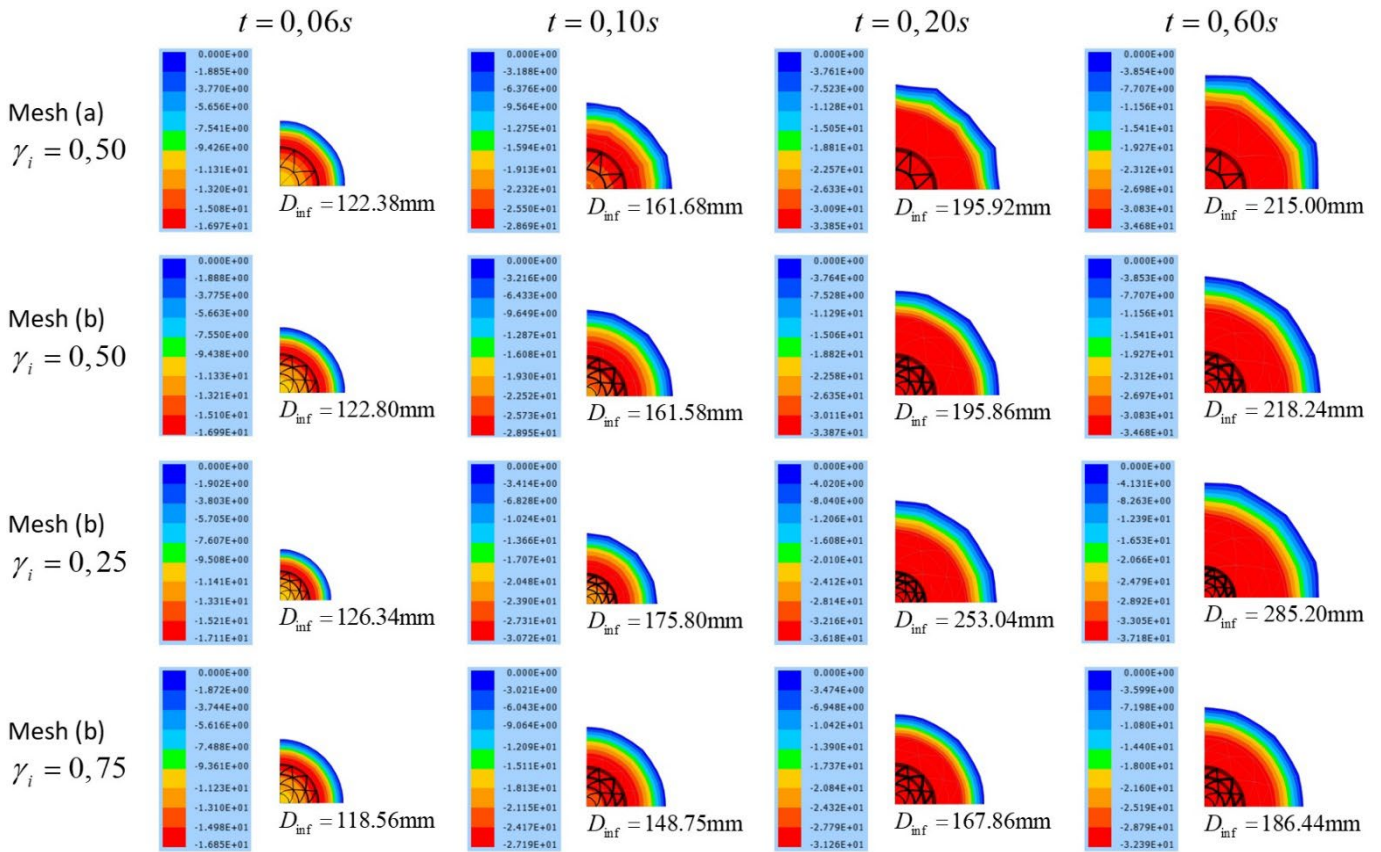 t = 0,06s
t = 0,10s
t = 0,20s
t = 0,60s
Mesh (a)
γi = 0,50
0.000E+00
-1.885E+00
-3.770E+00
-5.656E+00
-7.541E+00
-9.426E+00
-1.131E+01
-1.320E+01
-1.508E+01
-1.697E+01
Dinf = 122.38mm
0.000E+00
-3.188E+00
-6.376E+00
-9.564E+00
-1.275E+01
-1.594E+01
-1.913E+01
-2.232E+01
-2.550E+01
-2.869E+01
Dinf = 161.68mm
0.000E+00
-3.761E+00
-7.523E+00
-1.128E+01
-1.505E+01
-1.881E+01
-2.257E+01
-2.633E+01
-3.009E+01
-3.385E+01
Dinf = 195.92mm
0.000E+00
-3.854E+00
-7.707E+00
-1.156E+01
-1.541E+01
-1.927E+01
-2.312E+01
-2.698E+01
-3.083E+01
-3.468E+01
Dinf = 215.00mm
Mesh (b)
γi = 0,50
0.000E+00
-1.888E+00
-3.775E+00
-5.663E+00
-7.550E+00
-9.438E+00
-1.133E+01
-1.321E+01
-1.510E+01
-1.699E+01
Dinf = 122.80mm
0.000E+00
-3.216E+00
-6.433E+00
-9.649E+00
-1.287E+01
-1.608E+01
-1.930E+01
-2.252E+01
-2.573E+01
-2.895E+01
Dinf = 161.58mm
0.000E+00
-3.764E+00
-7.528E+00
-1.129E+01
-1.506E+01
-1.882E+01
-2.258E+01
-2.635E+01
-3.011E+01
-3.387E+01
Dinf = 195.86mm
0.000E+00
-3.853E+00
-7.707E+00
-1.156E+01
-1.541E+01
-1.927E+01
-2.312E+01
-2.697E+01
-3.083E+01
-3.468E+01
Dinf = 218.24mm
Mesh (b)
γi = 0,25
0.000E+00
-1.902E+00
-3.803E+00
-5.705E+00
-7.607E+00
-9.508E+00
-1.141E+01
-1.331E+01
-1.521E+01
-1.711E+01
Dinf = 126.34mm
0.000E+00
-3.414E+00
-6.828E+00
-1.024E+01
-1.366E+01
-1.707E+01
-2.048E+01
-2.390E+01
-2.731E+01
-3.072E+01
Dinf = 175.80mm
0.000E+00
-4.020E+00
-8.040E+00
-1.206E+01
-1.608E+01
-2.010E+01
-2.412E+01
-2.814E+01
-3.216E+01
-3.618E+01
Dinf = 253.04mm
0.000E+00
-4.131E+00
-8.263E+00
-1.239E+01
-1.653E+01
-2.066E+01
-2.479E+01
-2.892E+01
-3.305E+01
-3.718E+01
Dinf = 285.20mm
Mesh (b)
γi = 0,75
0.000E+00
-1.872E+00
-3.744E+00
-5.616E+00
-7.488E+00
-9.361E+00
-1.123E+01
-1.310E+01
-1.498E+01
-1.685E+01
Dinf = 118.56mm
0.000E+00
-3.021E+00
-6.043E+00
-9.064E+00
-1.209E+01
-1.511E+01
-1.813E+01
-2.115E+01
-2.417E+01
-2.719E+01
Dinf = 148.75mm
0.000E+00
-3.474E+00
-6.948E+00
-1.042E+01
-1.390E+01
-1.737E+01
-2.084E+01
-2.432E+01
-2.779E+01
-3.126E+01
Dinf = 167.86mm
0.000E+00
-3.599E+00
-7.198E+00
-1.080E+01
-1.440E+01
-1.800E+01
-2.160E+01
-2.519E+01
-2.879E+01
-3.239E+01
Dinf = 186.44mm